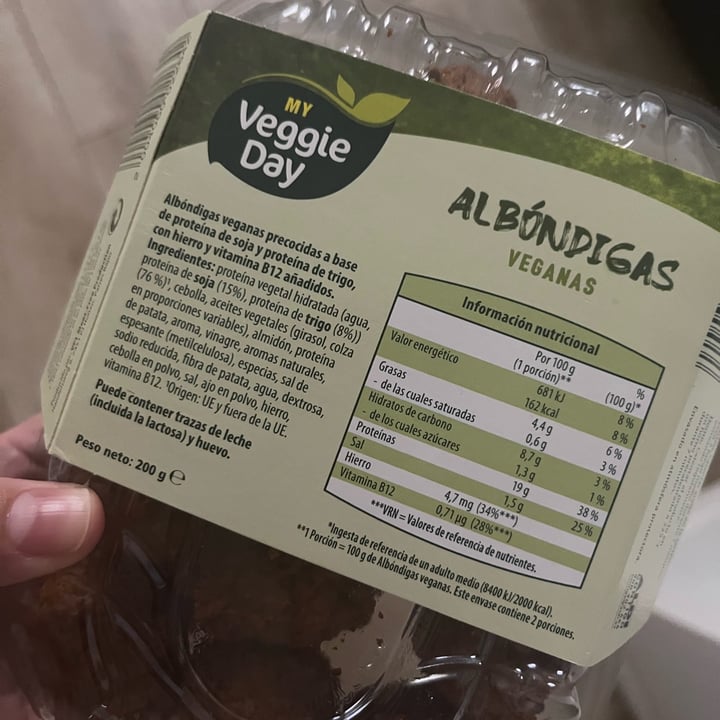 MY
Veggie
Day
ALBÓNDIGAS
VEGANAS
Albóndigas veganas precocidas a base
de proteína de soja y proteína de trigo,
con hierro y vitamina B12 añadidos.
Ingredientes: proteína vegetal hidratada (agua,
proteína de soja (15%), proteína de trigo (8%))
(76 %)¹, cebolla, aceites vegetales (girasol, colza
en proporciones variables), almidón, proteína
de patata, aroma, vinagre, aromas naturales,
espesante (metilcelulosa), especias, sal de
sodio reducida, fibra de patata, agua, dextrosa,
cebolla en polvo, sal, ajo en polvo, hierro,
vitamina B12. ¹Origen: UE y fuera de la UE.
Puede contener trazas de leche
(incluida la lactosa) y huevo.
Peso neto: 200 g ℮
Información nutricional
Por 100 g
(1 porción)** % (100 g)*
Valor energético 681 kJ 8 %
162 kcal 8 %
Grasas 4,4 g 6 %
- de las cuales saturadas 0,6 g 3 %
Hidratos de carbono 8,7 g 3 %
- de los cuales azúcares 1,3 g 1 %
Proteínas 19 g 38 %
Sal 1,5 g 25 %
Hierro 4,7 mg (34%***)
Vitamina B12 0,71 µg (28%***)
***VRN = Valores de referencia de nutrientes.
*Ingesta de referencia de un adulto medio (8400 kJ/2000 kcal).
**1 Porción = 100 g de Albóndigas veganas. Este envase contiene 2 porciones.